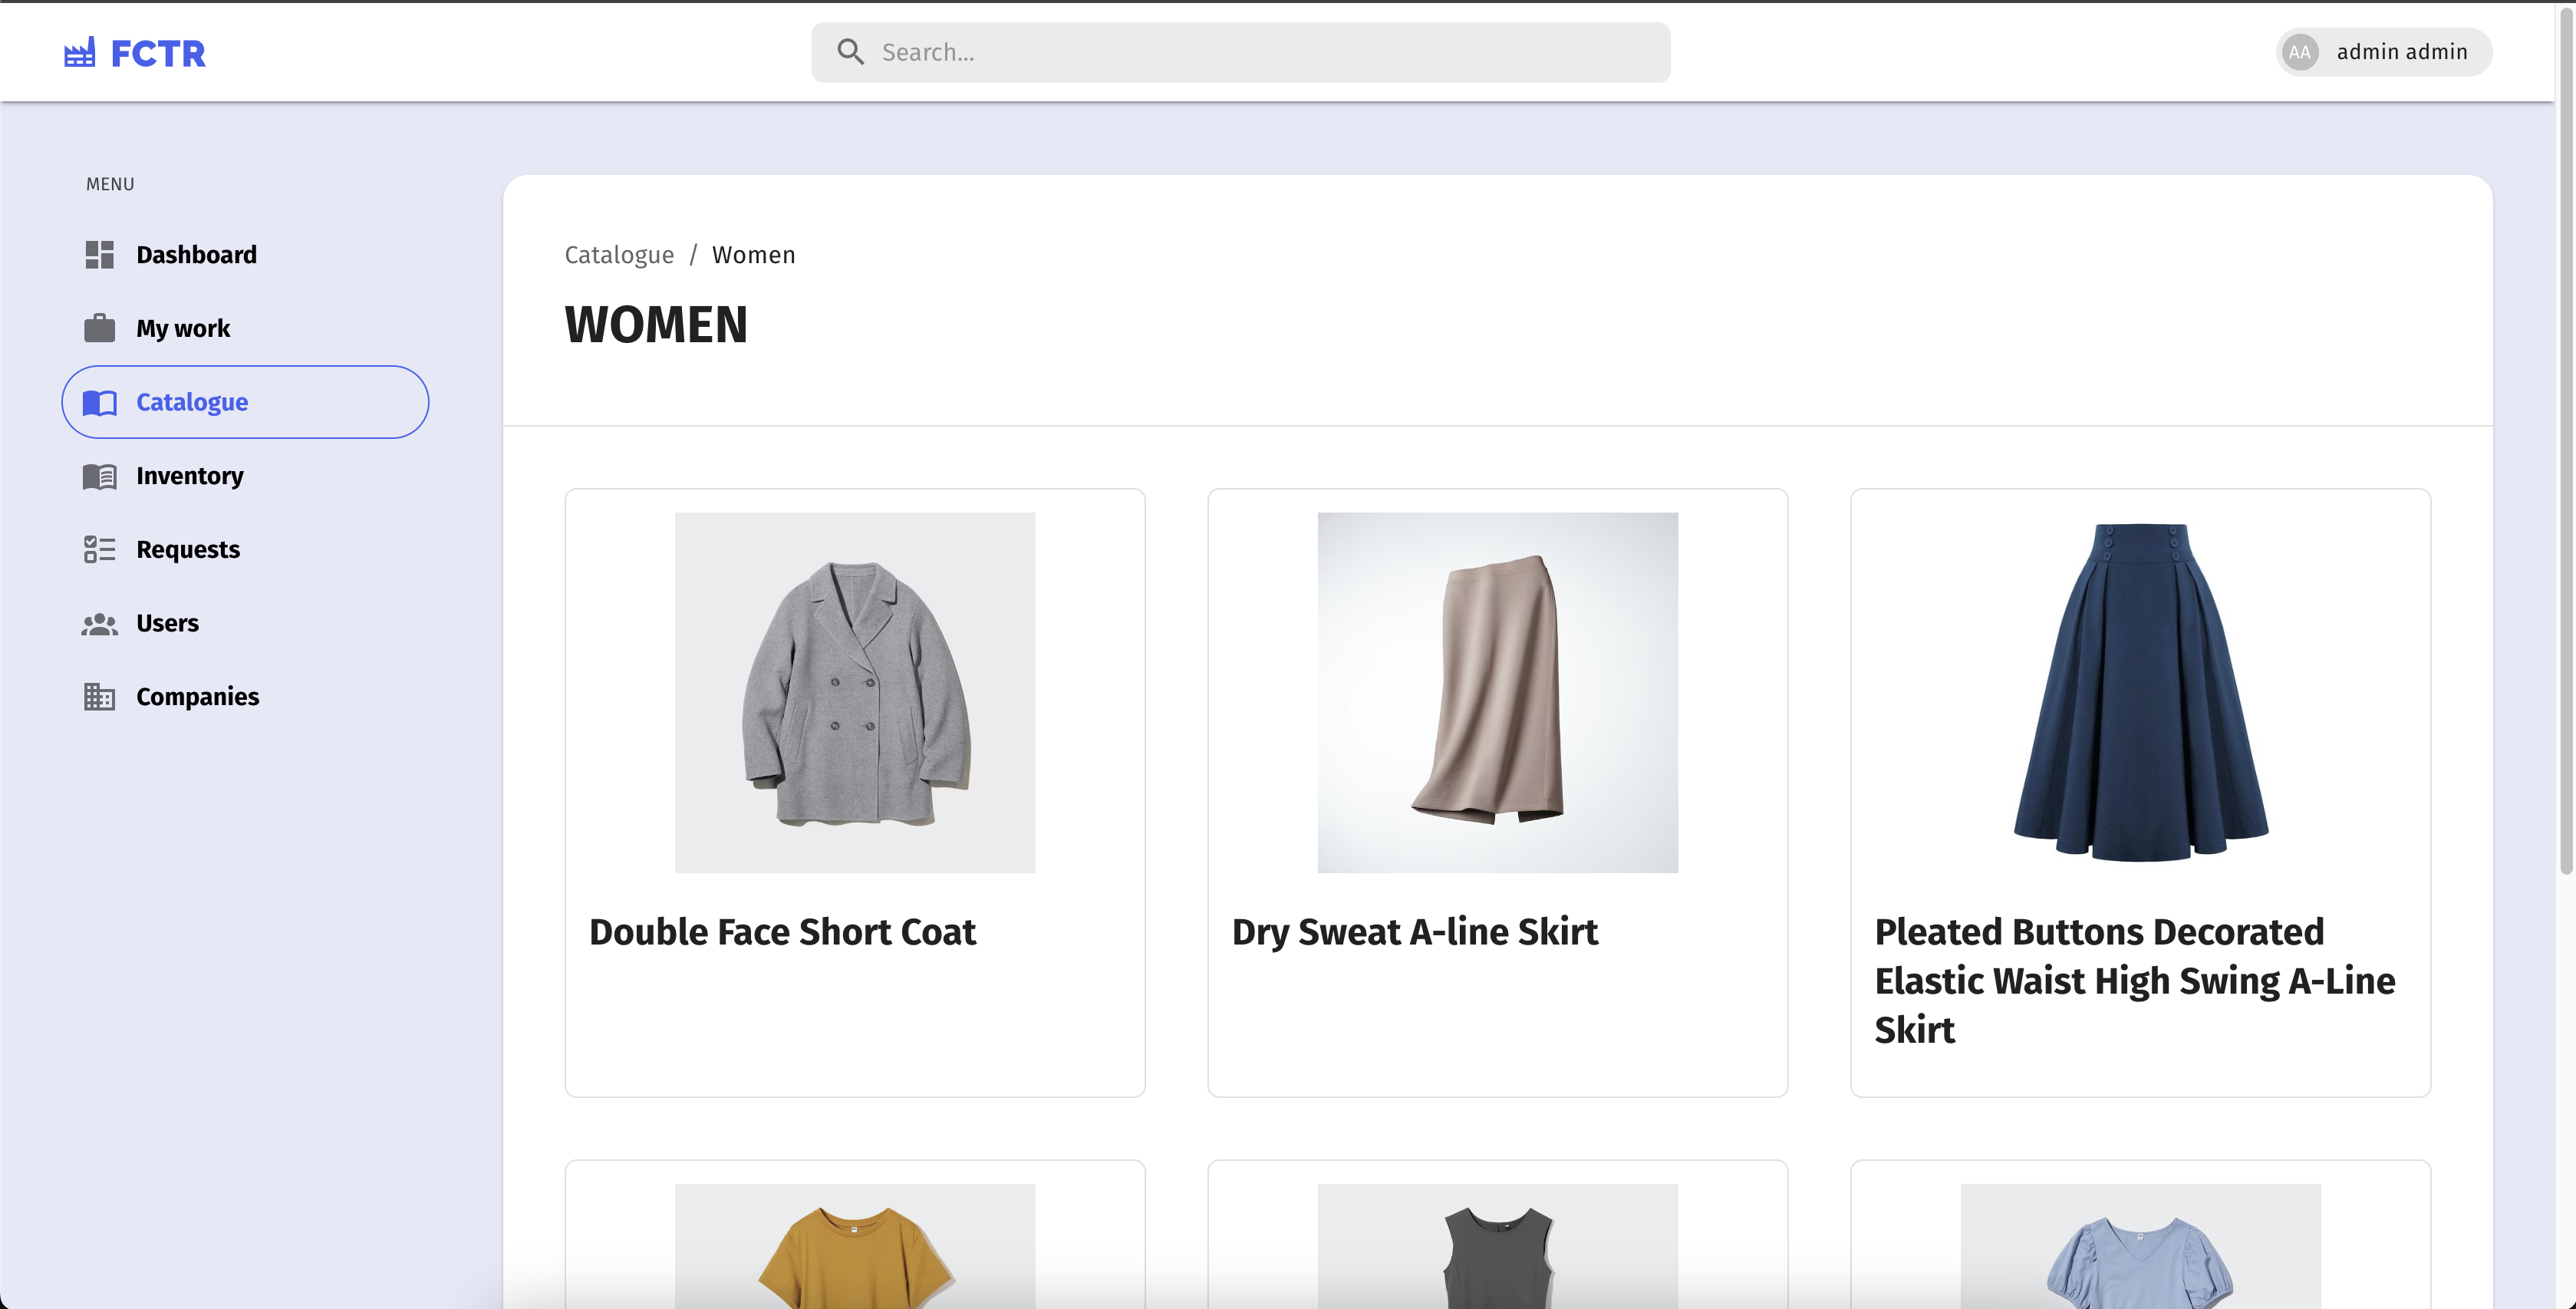 FCTR
Search...
AA admin admin
MENU
Dashboard
My work
Catalogue
Inventory
Requests
Users
Companies
Catalogue / Women
WOMEN
Double Face Short Coat
Dry Sweat A-line Skirt
Pleated Buttons Decorated
Elastic Waist High Swing A-Line
Skirt